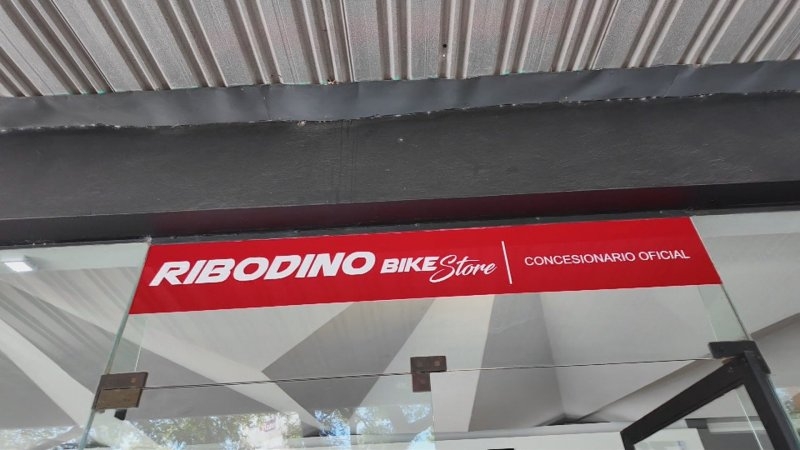 RIBODINO BIKE Store | CONCESIONARIO OFICIAL